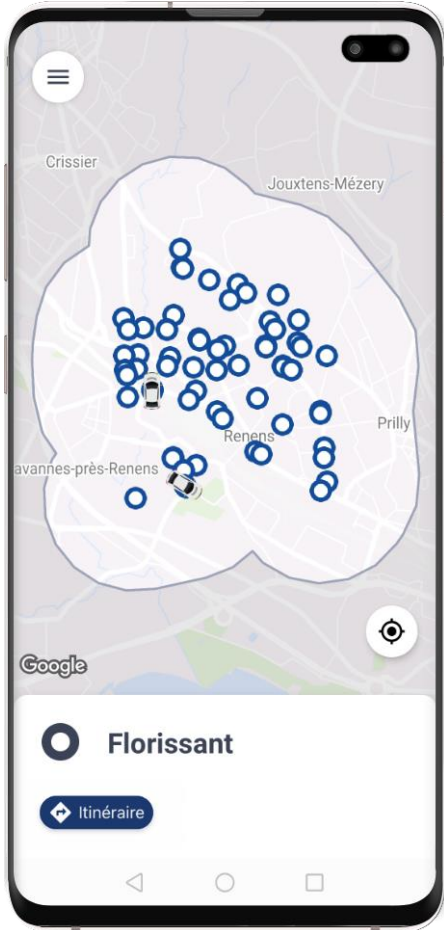 Crissier
Jouxtens-Mézery
Renens
Prilly
avannes-près-Renens
Google
Florissant
Itinéraire